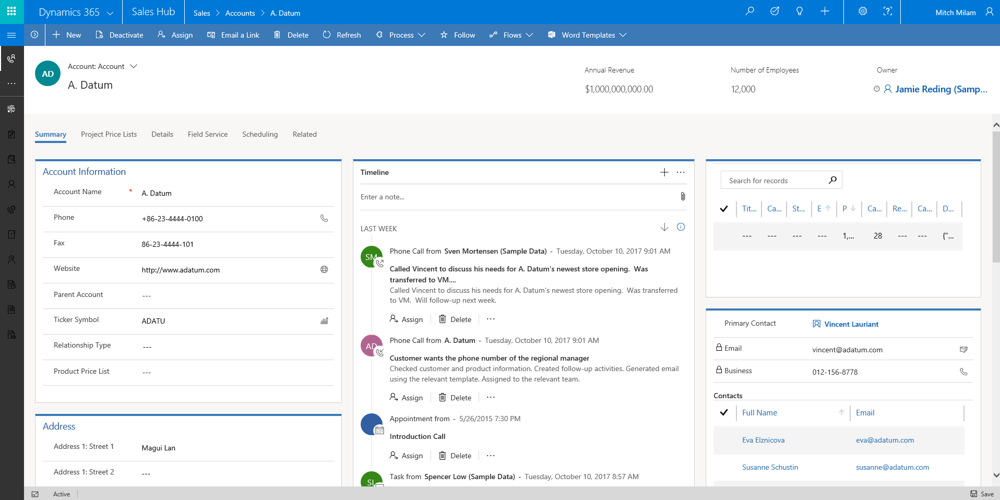 Dynamics 365
Sales Hub
Sales > Accounts > A. Datum
Mitch Milam
New
Deactivate
Assign
Email a Link
Delete
Refresh
Process
Follow
Flows
Word Templates
AD
Account: Account
A. Datum
Annual Revenue
$1,000,000,000.00
Number of Employees
12,000
Owner
Jamie Reding (Samp...
Summary
Project Price Lists
Details
Field Service
Scheduling
Related
Account Information
Account Name * A. Datum
Phone +86-23-4444-0100
Fax 86-23-4444-101
Website http://www.adatum.com
Parent Account ---
Ticker Symbol ADATU
Relationship Type ---
Product Price List ---
Address
Address 1: Street 1 Magui Lan
Address 1: Street 2 ---
Timeline
Enter a note...
LAST WEEK
SM
Phone Call from Sven Mortensen (Sample Data) - Tuesday, October 10, 2017 9:01 AM
Called Vincent to discuss his needs for A. Datum's newest store opening. Was
transferred to VM....
Called Vincent to discuss his needs for A. Datum's newest store opening. Was transferred
to VM. Will follow-up next week.
Assign Delete ...
AD
Phone Call from A. Datum - Tuesday, October 10, 2017 9:01 AM
Customer wants the phone number of the regional manager
Checked customer and product information. Created follow-up activities. Generated email
using the relevant template. Assigned to the relevant team.
Assign Delete ...
Appointment from - 5/26/2015 7:30 PM
Introduction Call
Assign Delete ...
SL
Task from Spencer Low (Sample Data) - Tuesday, October 10, 2017 8:57 AM
Search for records
Tit... Ca... St... E P Ca... Re... Ca... D...
--- --- --- --- 1,... 28 --- --- {"...
Primary Contact Vincent Lauriant
Email vincent@adatum.com
Business 012-156-8778
Contacts
Full Name Email
Eva Elznicova eva@adatum.com
Susanne Schustin susanne@adatum.com
Active
Save